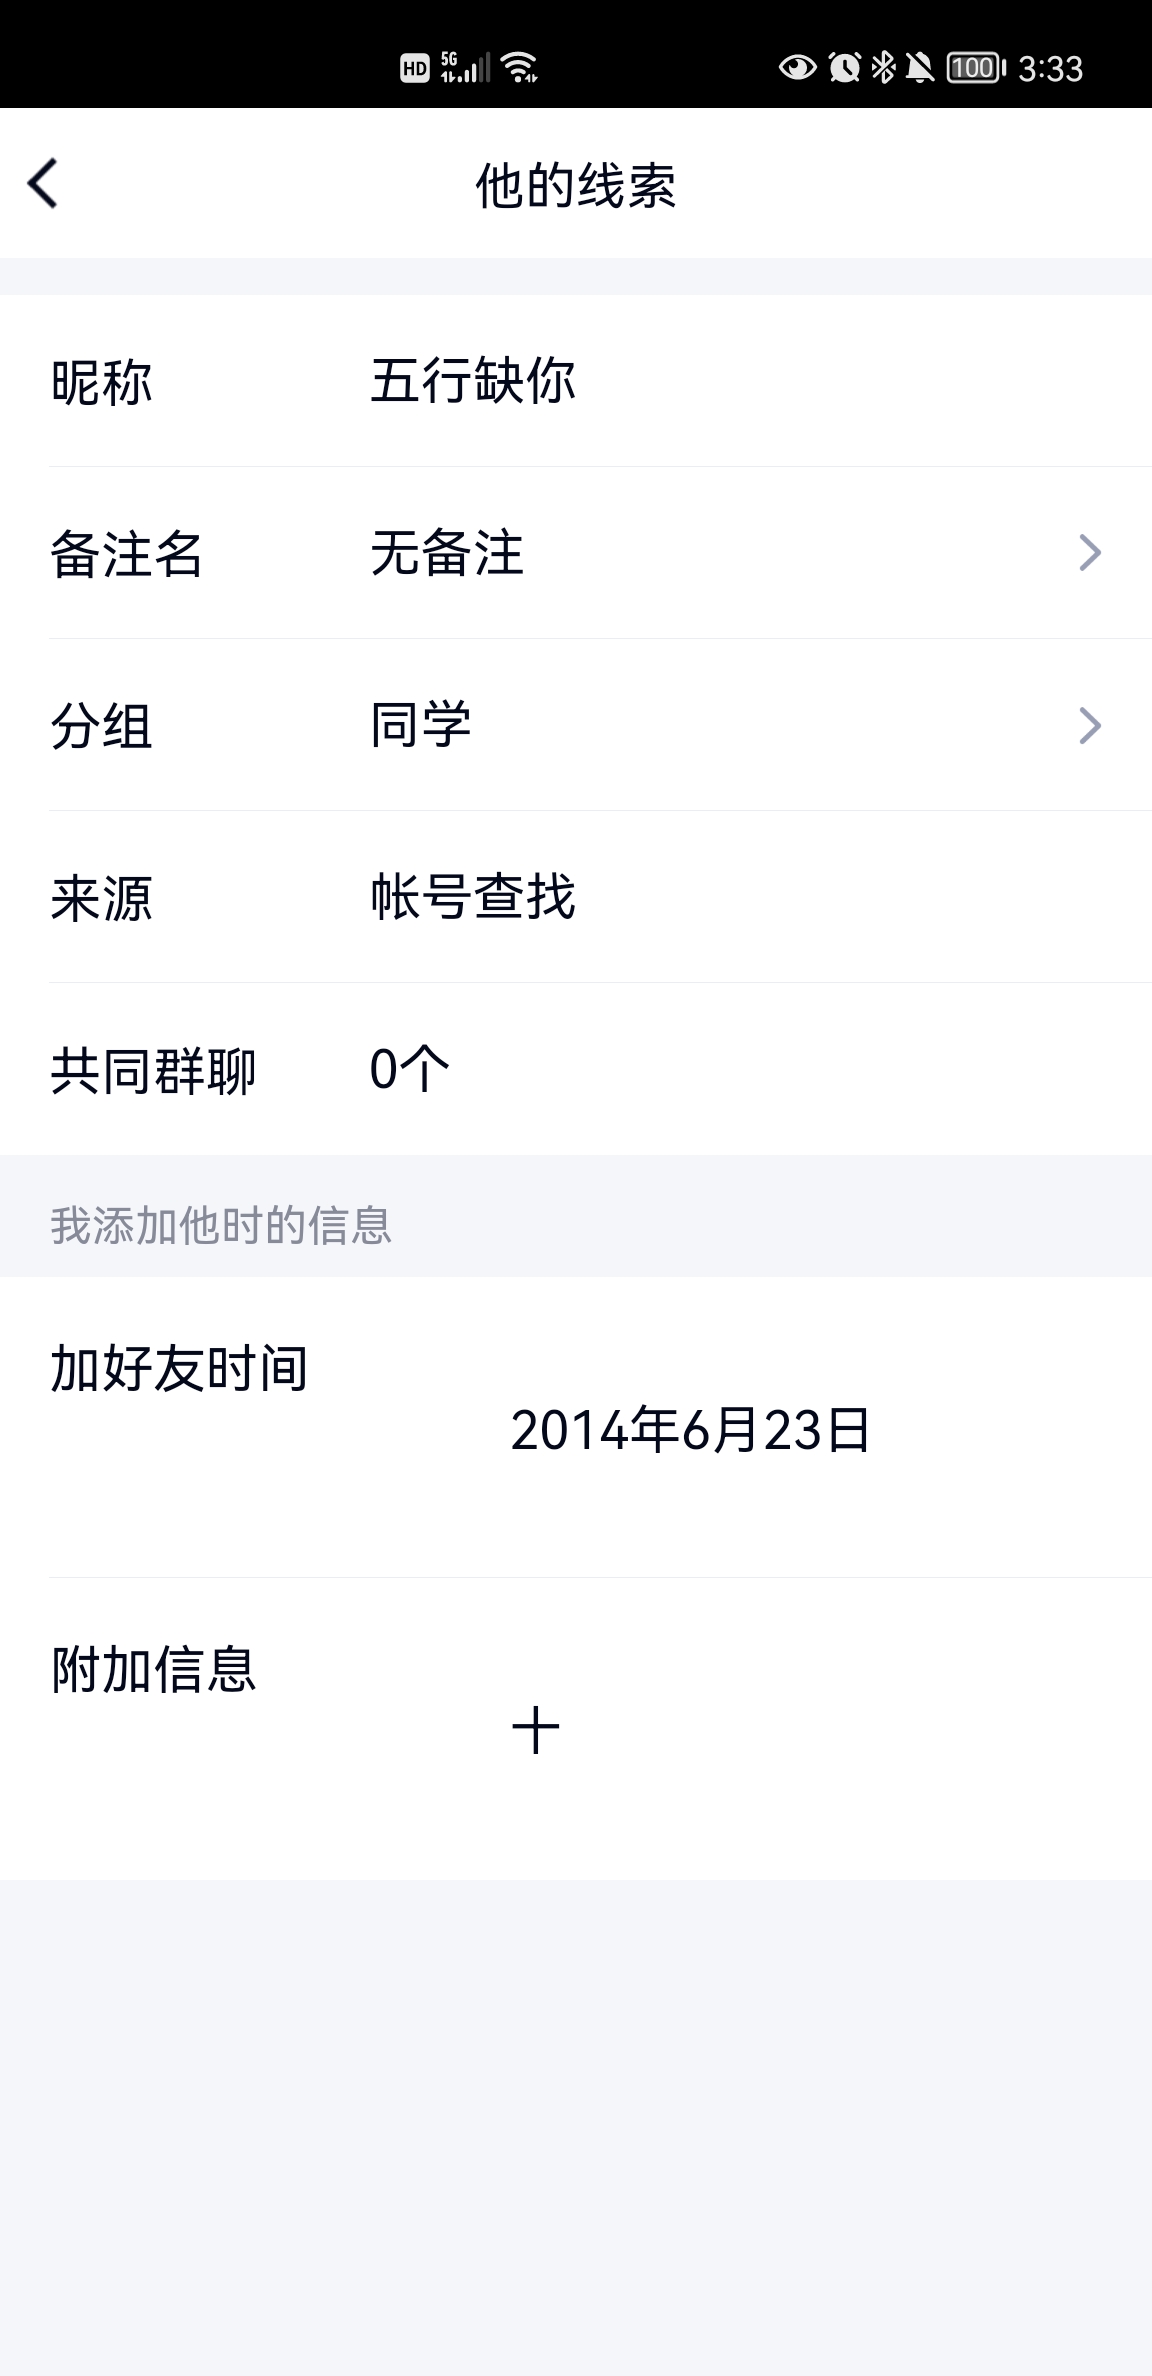 HD 5G 100 3:33
他的线索
昵称 五行缺你
备注名 无备注
分组 同学
来源 帐号查找
共同群聊 0个
我添加他时的信息
加好友时间
2014年6月23日
附加信息